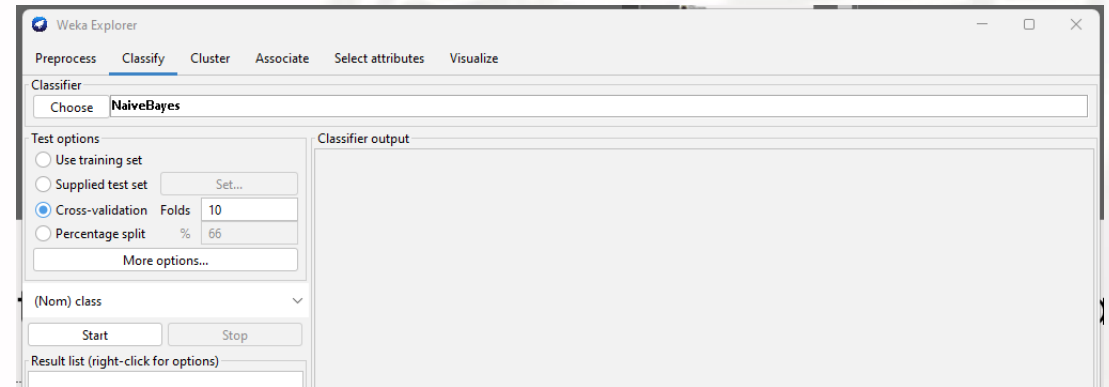 Weka Explorer
Preprocess Classify Cluster Associate Select attributes Visualize
Classifier
Choose NaiveBayes
Test options
Use training set
Supplied test set Set...
Cross-validation Folds 10
Percentage split % 66
More options...
(Nom) class
Start Stop
Result list (right-click for options)
Classifier output